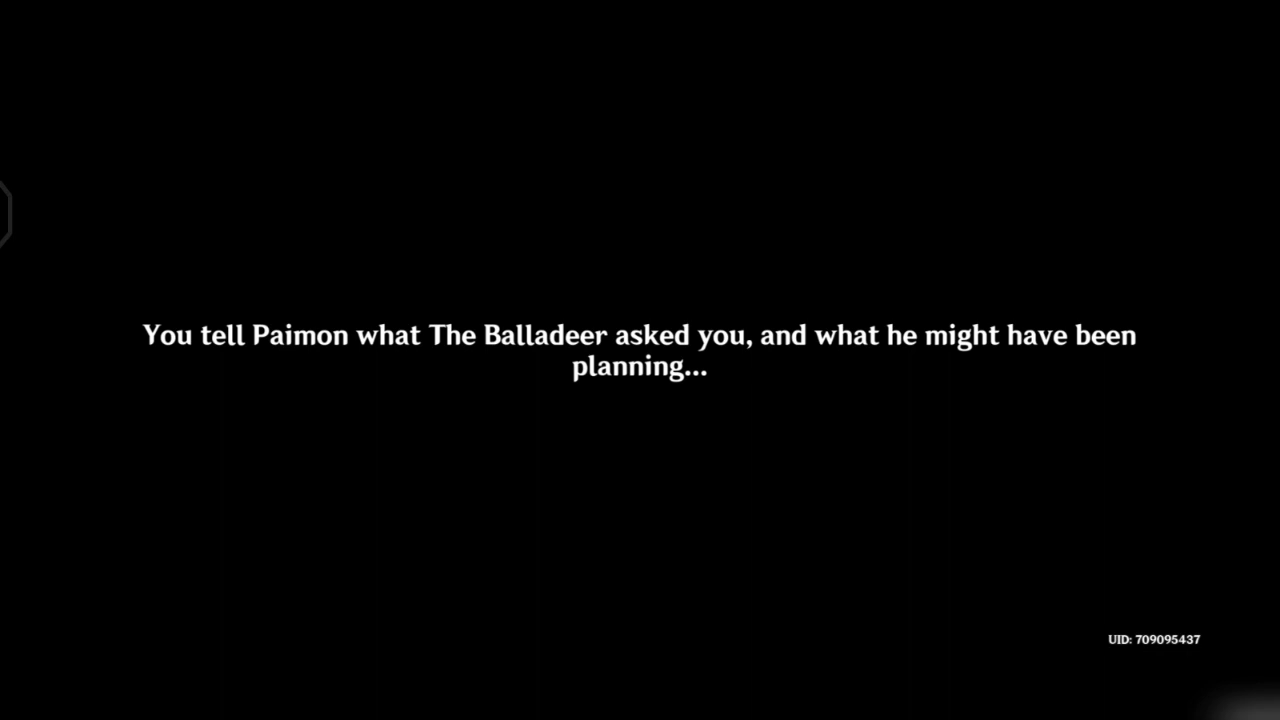 You tell Paimon what The Balladeer asked you, and what he might have been
planning...
UID: 709095437